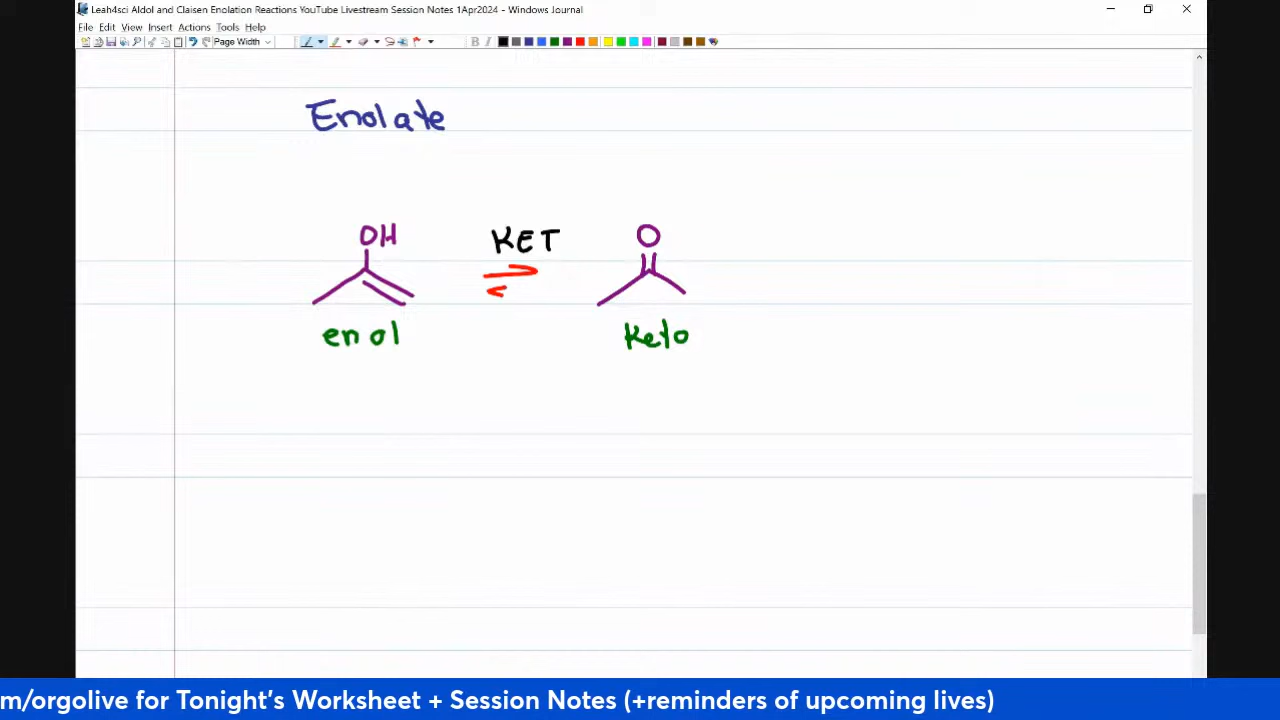 Leah4sci Aldol and Claisen Enolation Reactions YouTube Livestream Session Notes 1Apr2024 - Windows Journal
File Edit View Insert Actions Tools Help
Page Width
B I
Enolate
OH
KET
O
enol
Keto
m/orgolive for Tonight's Worksheet + Session Notes (+reminders of upcoming lives)